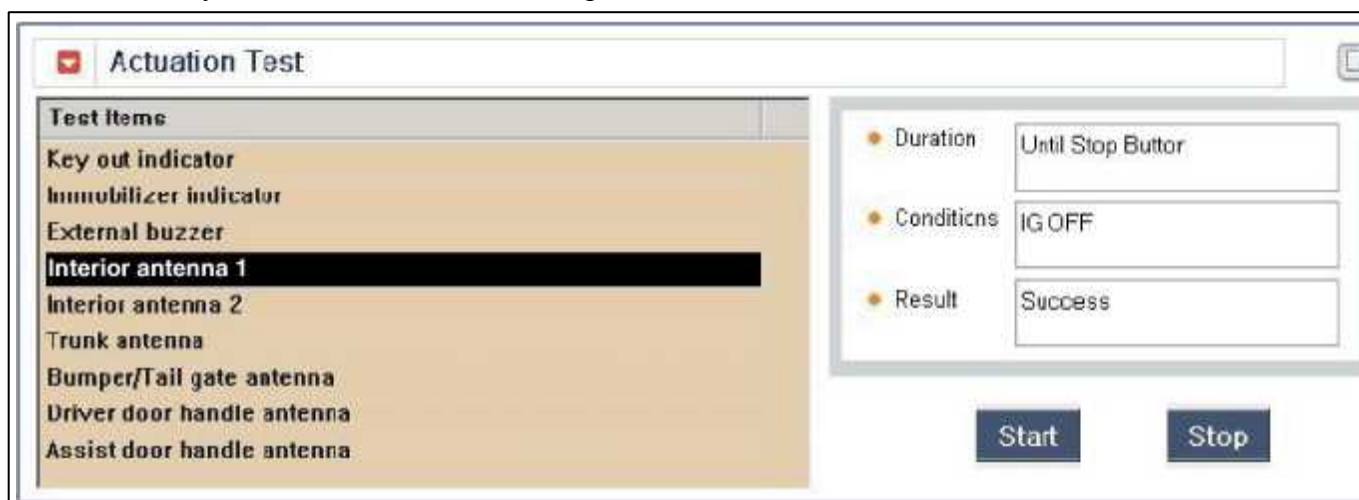 Actuation Test
Test Items
Key out indicator
Immobilizer indicator
External buzzer
Interior antenna 1
Interior antenna 2
Trunk antenna
Bumper/Tail gate antenna
Driver door handle antenna
Assist door handle antenna
Duration
Until Stop Buttor
Conditions
IG OFF
Result
Success
Start
Stop